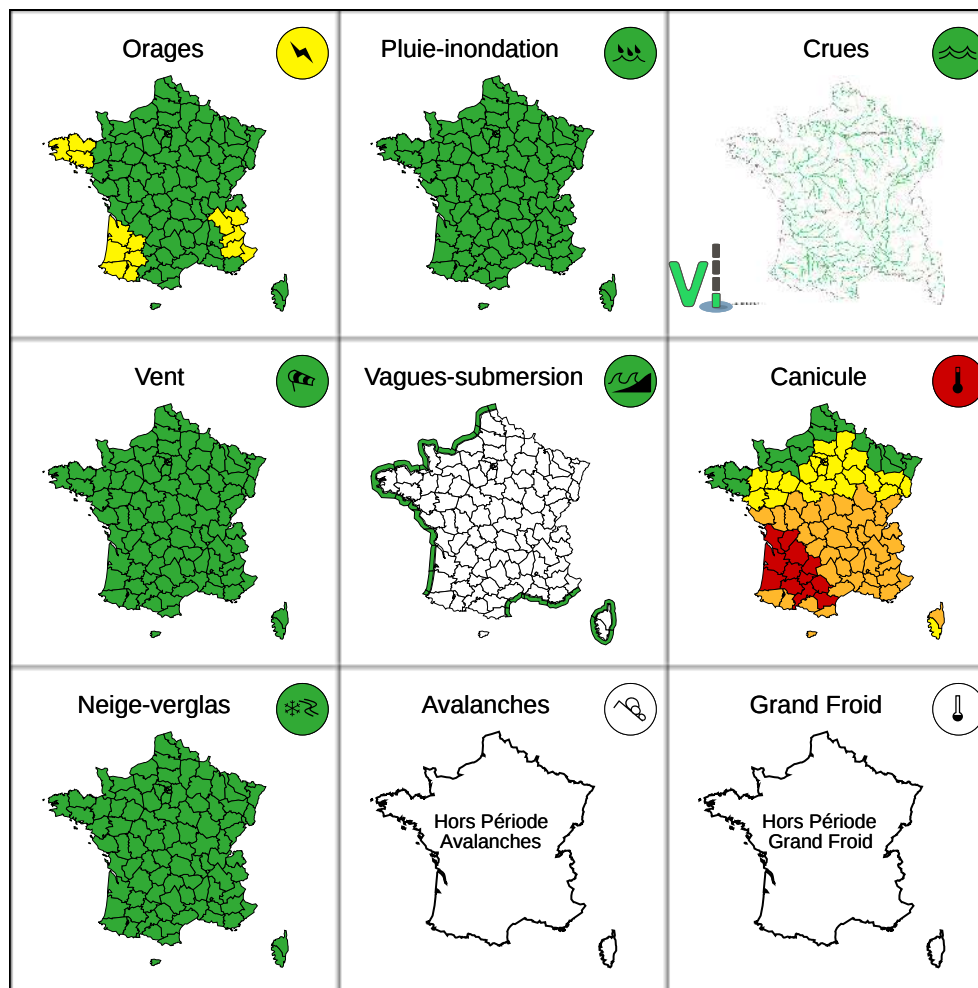 Orages
Pluie-inondation
Crues
Vi
Vent
Vagues-submersion
Canicule
Neige-verglas
Avalanches
Grand Froid
Hors Période
Avalanches
Hors Période
Grand Froid